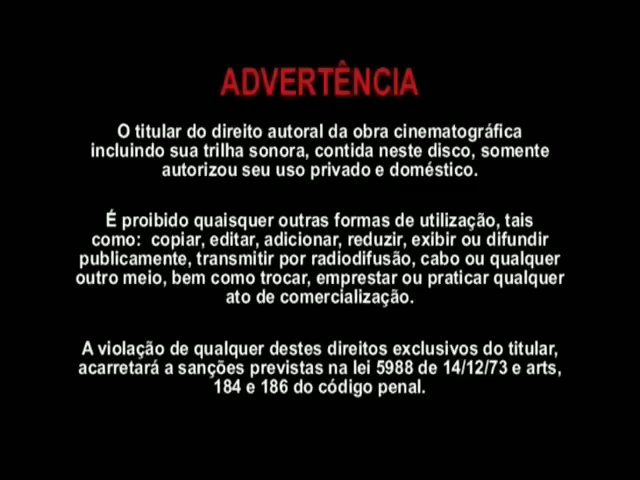 ADVERTÊNCIA
O titular do direito autoral da obra cinematográfica
incluindo sua trilha sonora, contida neste disco, somente
autorizou seu uso privado e doméstico.
É proibido quaisquer outras formas de utilização, tais
como: copiar, editar, adicionar, reduzir, exibir ou difundir
publicamente, transmitir por radiodifusão, cabo ou qualquer
outro meio, bem como trocar, emprestar ou praticar qualquer
ato de comercialização.
A violação de qualquer destes direitos exclusivos do titular,
acarretará a sanções previstas na lei 5988 de 14/12/73 e arts,
184 e 186 do código penal.